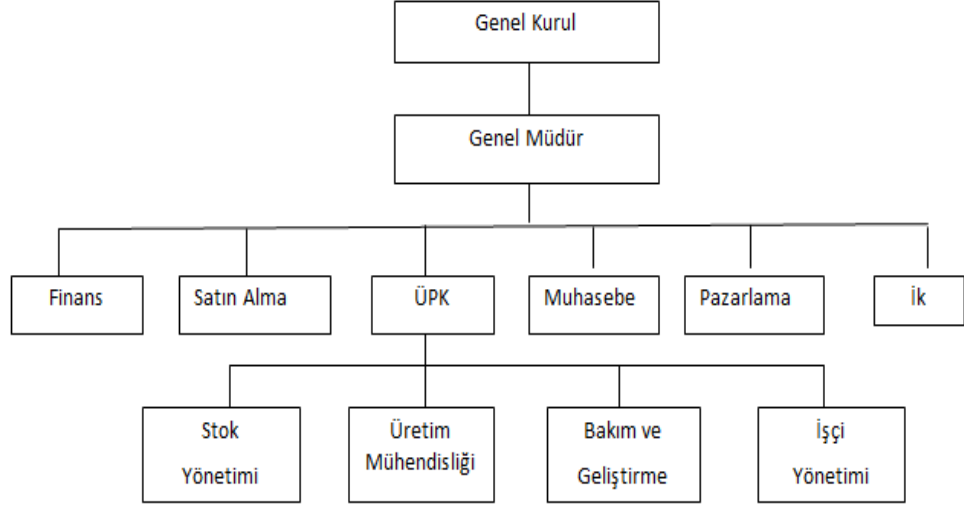 Genel Kurul
Genel Müdür
Finans
Satın Alma
ÜPK
Muhasebe
Pazarlama
İk
Stok
Yönetimi
Üretim
Mühendisliği
Bakım ve
Geliştirme
İşçi
Yönetimi